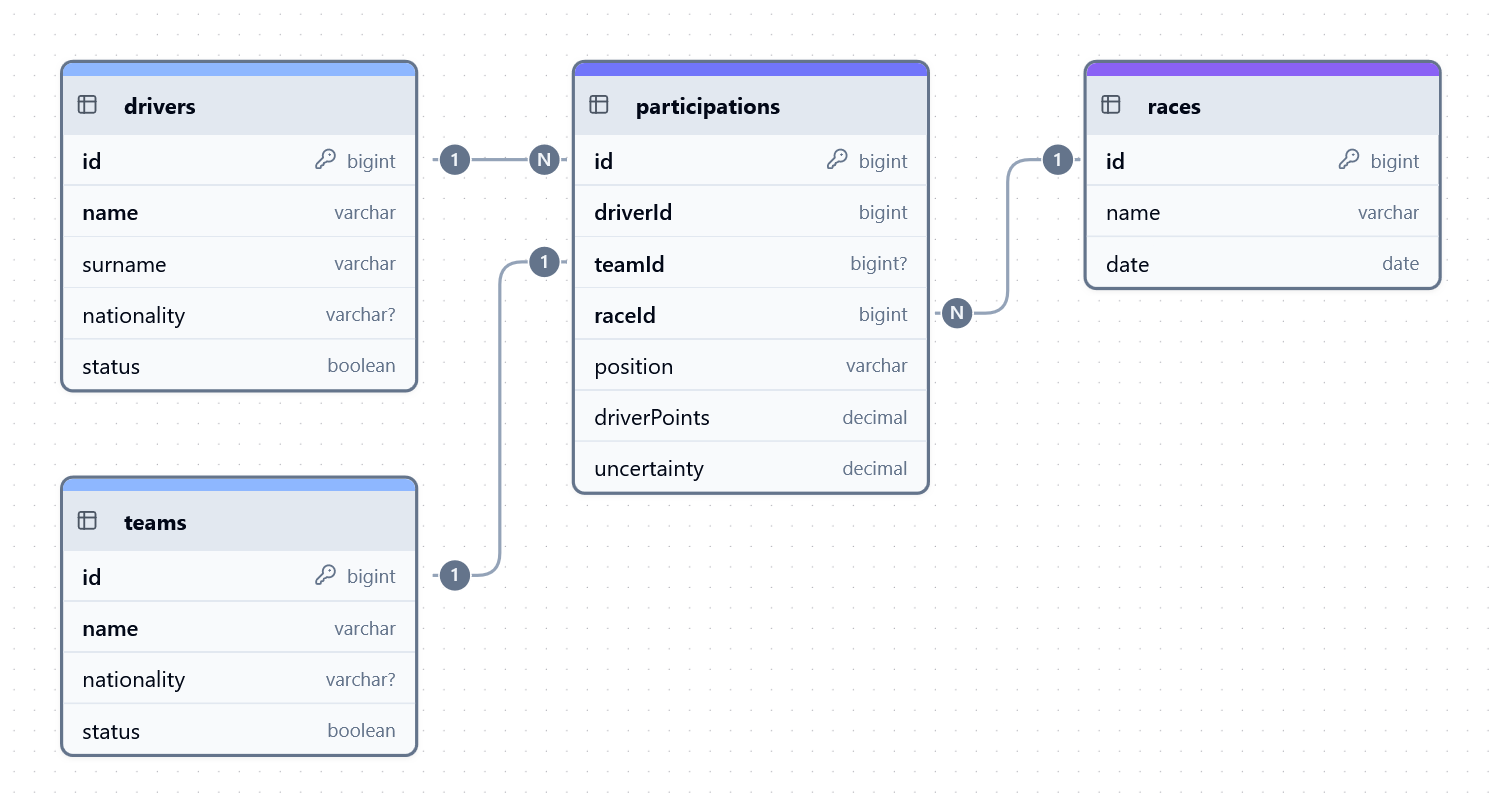 drivers
id bigint
name varchar
surname varchar
nationality varchar?
status boolean
1 N
participations
id bigint
driverId bigint
teamId bigint?
raceId bigint
position varchar
driverPoints decimal
uncertainty decimal
1
N
1
races
id bigint
name varchar
date date
teams
id bigint
name varchar
nationality varchar?
status boolean
1